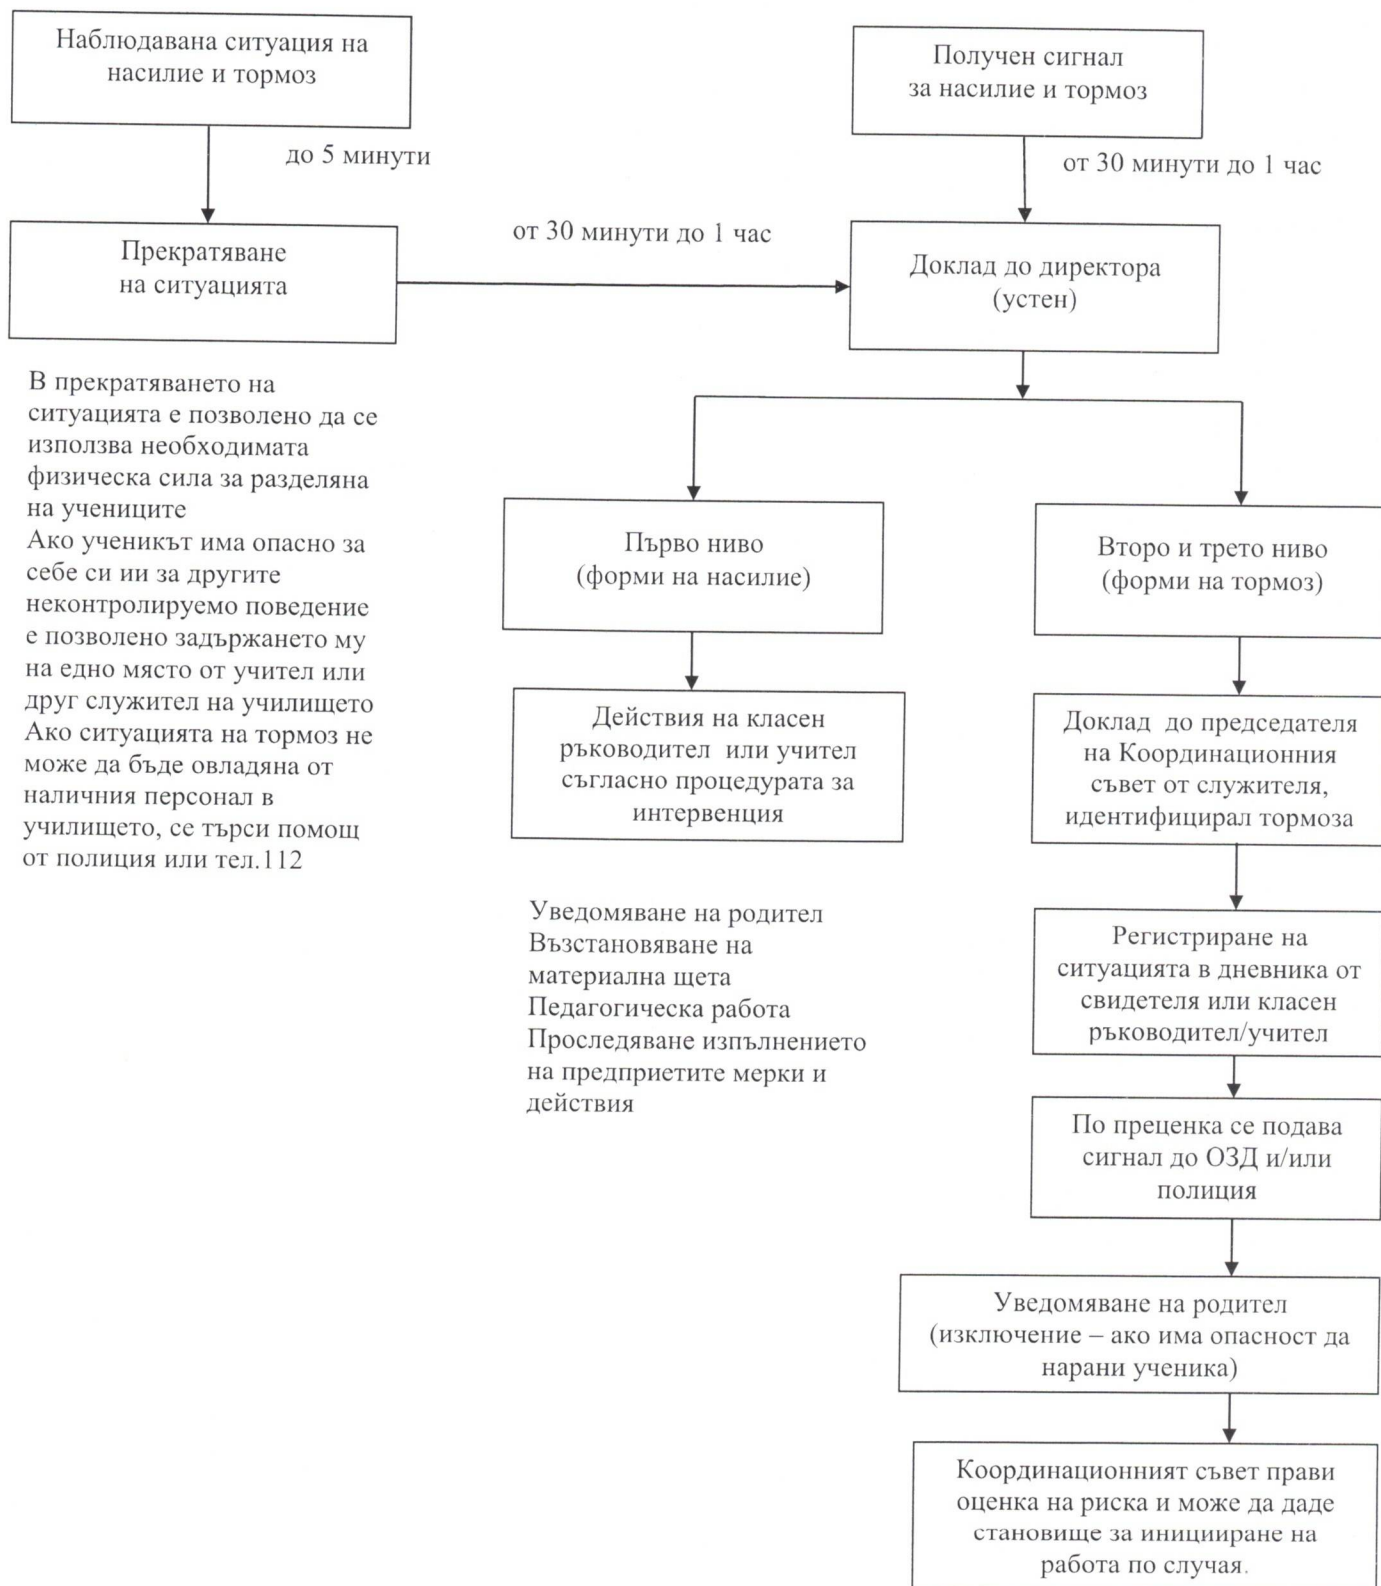 Наблюдавана ситуация на
насилие и тормоз
Получен сигнал
за насилие и тормоз
до 5 минути
от 30 минути до 1 час
Прекратяване
на ситуацията
от 30 минути до 1 час
Доклад до директора
(устен)
В прекратяването на
ситуацията е позволено да се
използва необходимата
физическа сила за разделяна
на учениците
Ако ученикът има опасно за
себе си ии за другите
неконтролируемо поведение
е позволено задържането му
на едно място от учител или
друг служител на училището
Ако ситуацията на тормоз не
може да бъде овладяна от
наличния персонал в
училището, се търси помощ
от полиция или тел.112
Първо ниво
(форми на насилие)
Действия на класен
ръководител или учител
съгласно процедурата за
интервенция
Уведомяване на родител
Възстановяване на
материална щета
Педагогическа работа
Проследяване изпълнението
на предприетите мерки и
действия
Второ и трето ниво
(форми на тормоз)
Доклад до председателя
на Координационния
съвет от служителя,
идентифицирал тормоза
Регистриране на
ситуацията в дневника от
свидетеля или класен
ръководител/учител
По преценка се подава
сигнал до ОЗД и/или
полиция
Уведомяване на родител
(изключение – ако има опасност да
нарани ученика)
Координационният съвет прави
оценка на риска и може да даде
становище за иницииране на
работа по случая.